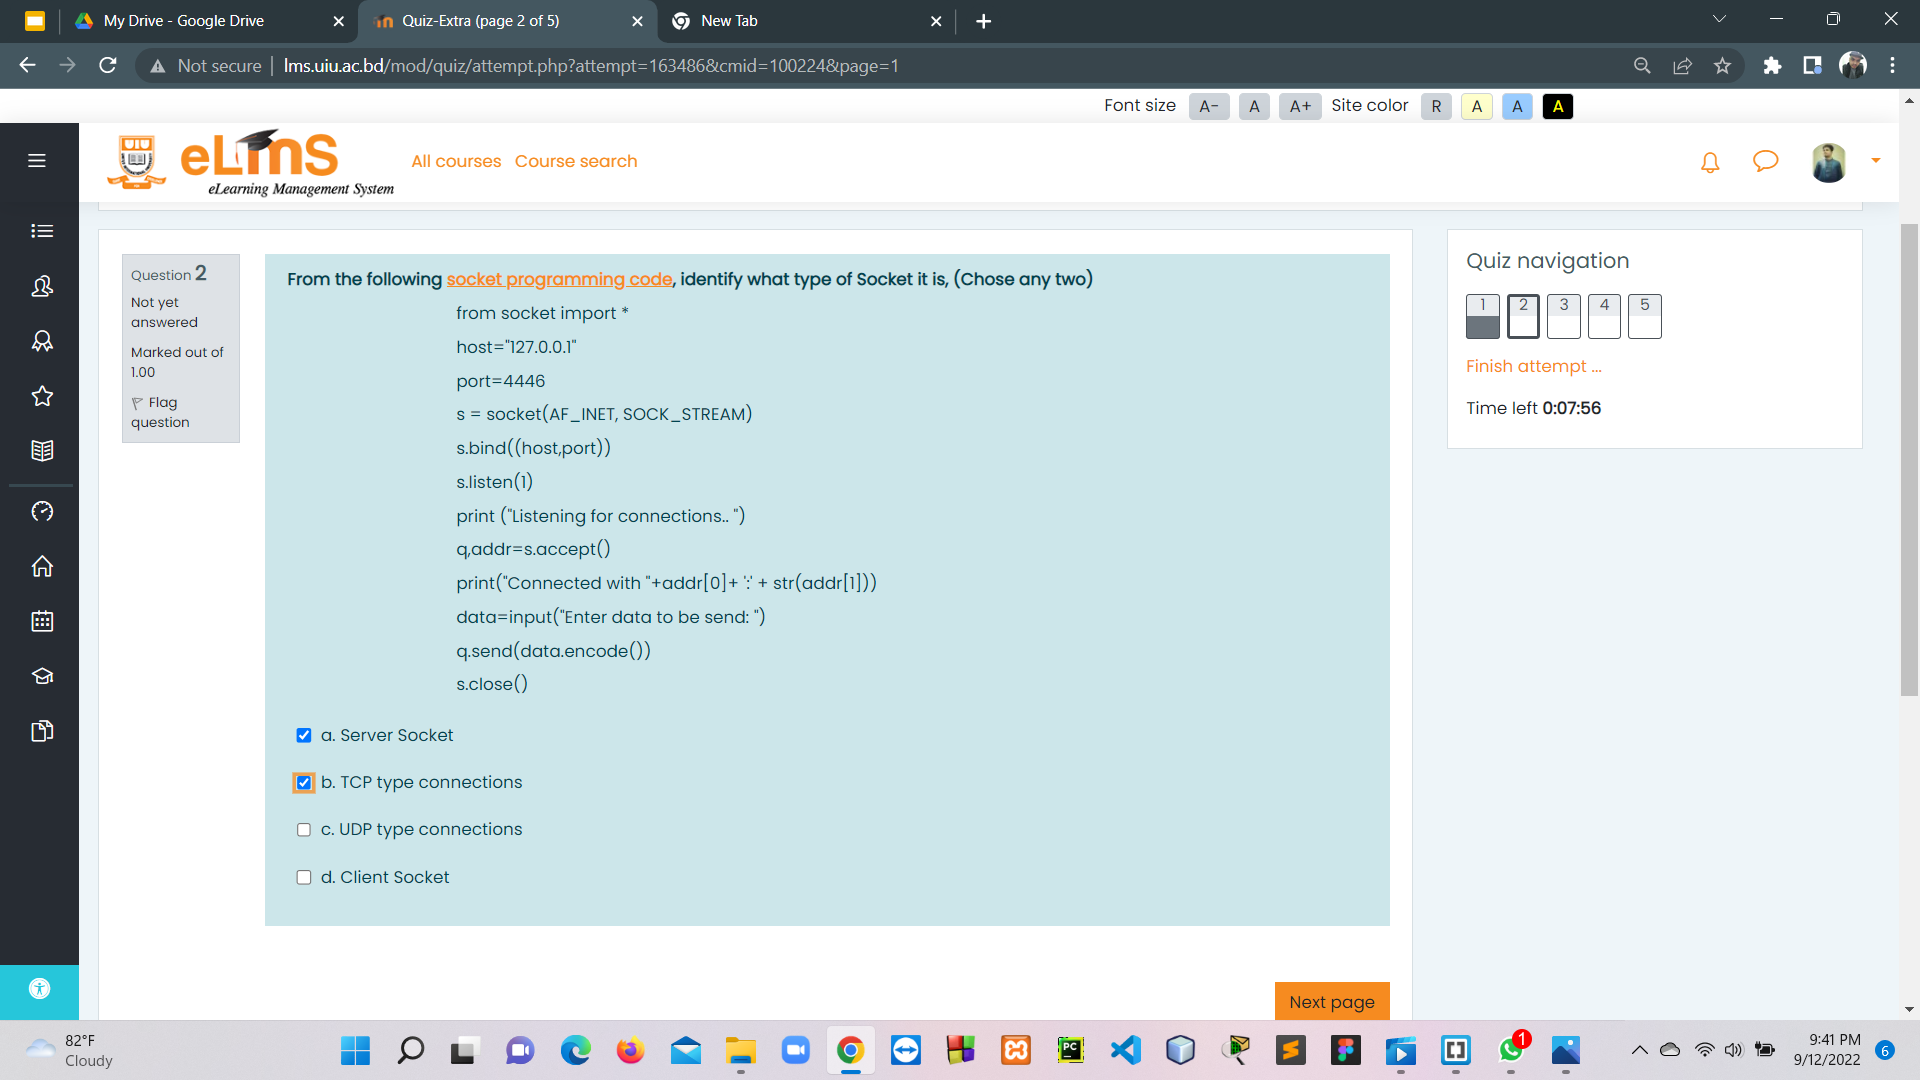 My Drive - Google Drive
Quiz-Extra (page 2 of 5)
New Tab
Not secure
lms.uiu.ac.bd/mod/quiz/attempt.php?attempt=163486&cmid=100224&page=1
Font size A- A A+ Site color R A A A
UIU
eLmS
eLearning Management System
All courses Course search
Question 2
Not yet
answered
Marked out of
1.00
Flag
question
From the following socket programming code, identify what type of Socket it is, (Chose any two)
from socket import *
host="127.0.0.1"
port=4446
s = socket(AF_INET, SOCK_STREAM)
s.bind((host,port))
s.listen(1)
print ("Listening for connections.. ")
q,addr=s.accept()
print("Connected with "+addr[0]+ ':' + str(addr[1]))
data=input("Enter data to be send: ")
q.send(data.encode())
s.close()
a. Server Socket
b. TCP type connections
c. UDP type connections
d. Client Socket
Next page
Quiz navigation
1 2 3 4 5
Finish attempt ...
Time left 0:07:56
82°F
Cloudy
PC
1
9:41 PM
9/12/2022
6